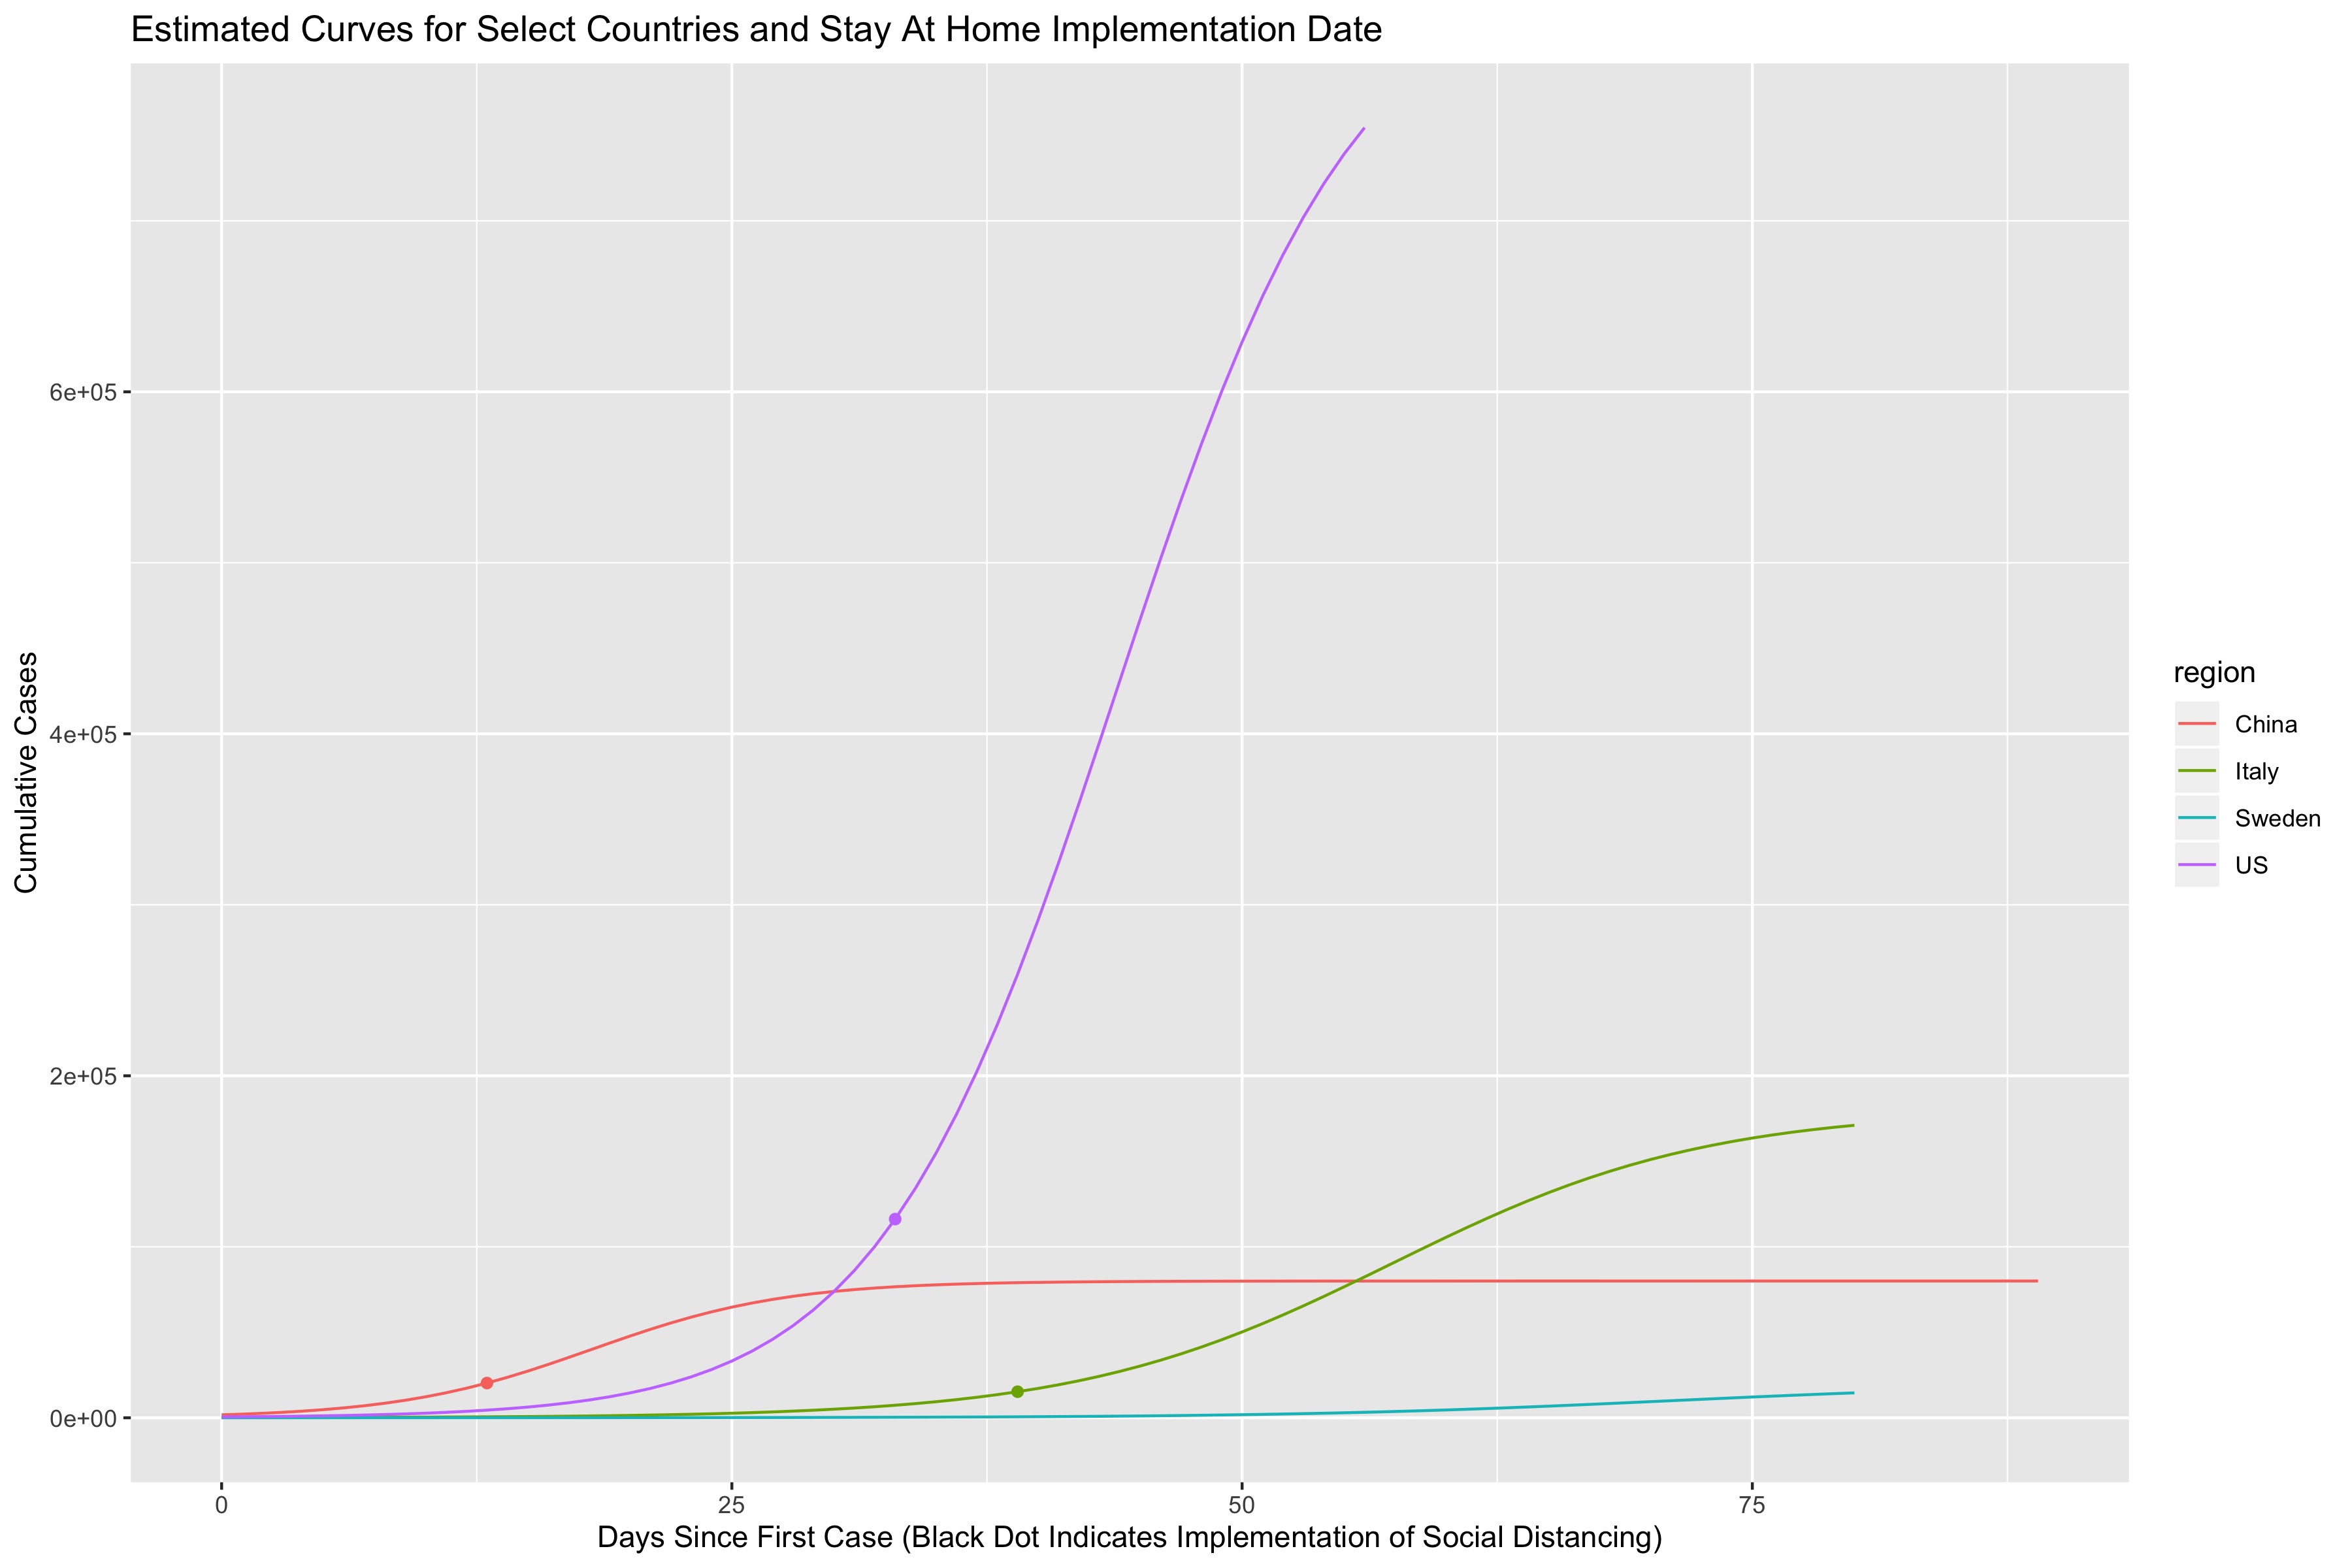 Estimated Curves for Select Countries and Stay At Home Implementation Date
Cumulative Cases
6e+05
4e+05
2e+05
0e+00
0 25 50 75
Days Since First Case (Black Dot Indicates Implementation of Social Distancing)
region
China
Italy
Sweden
US